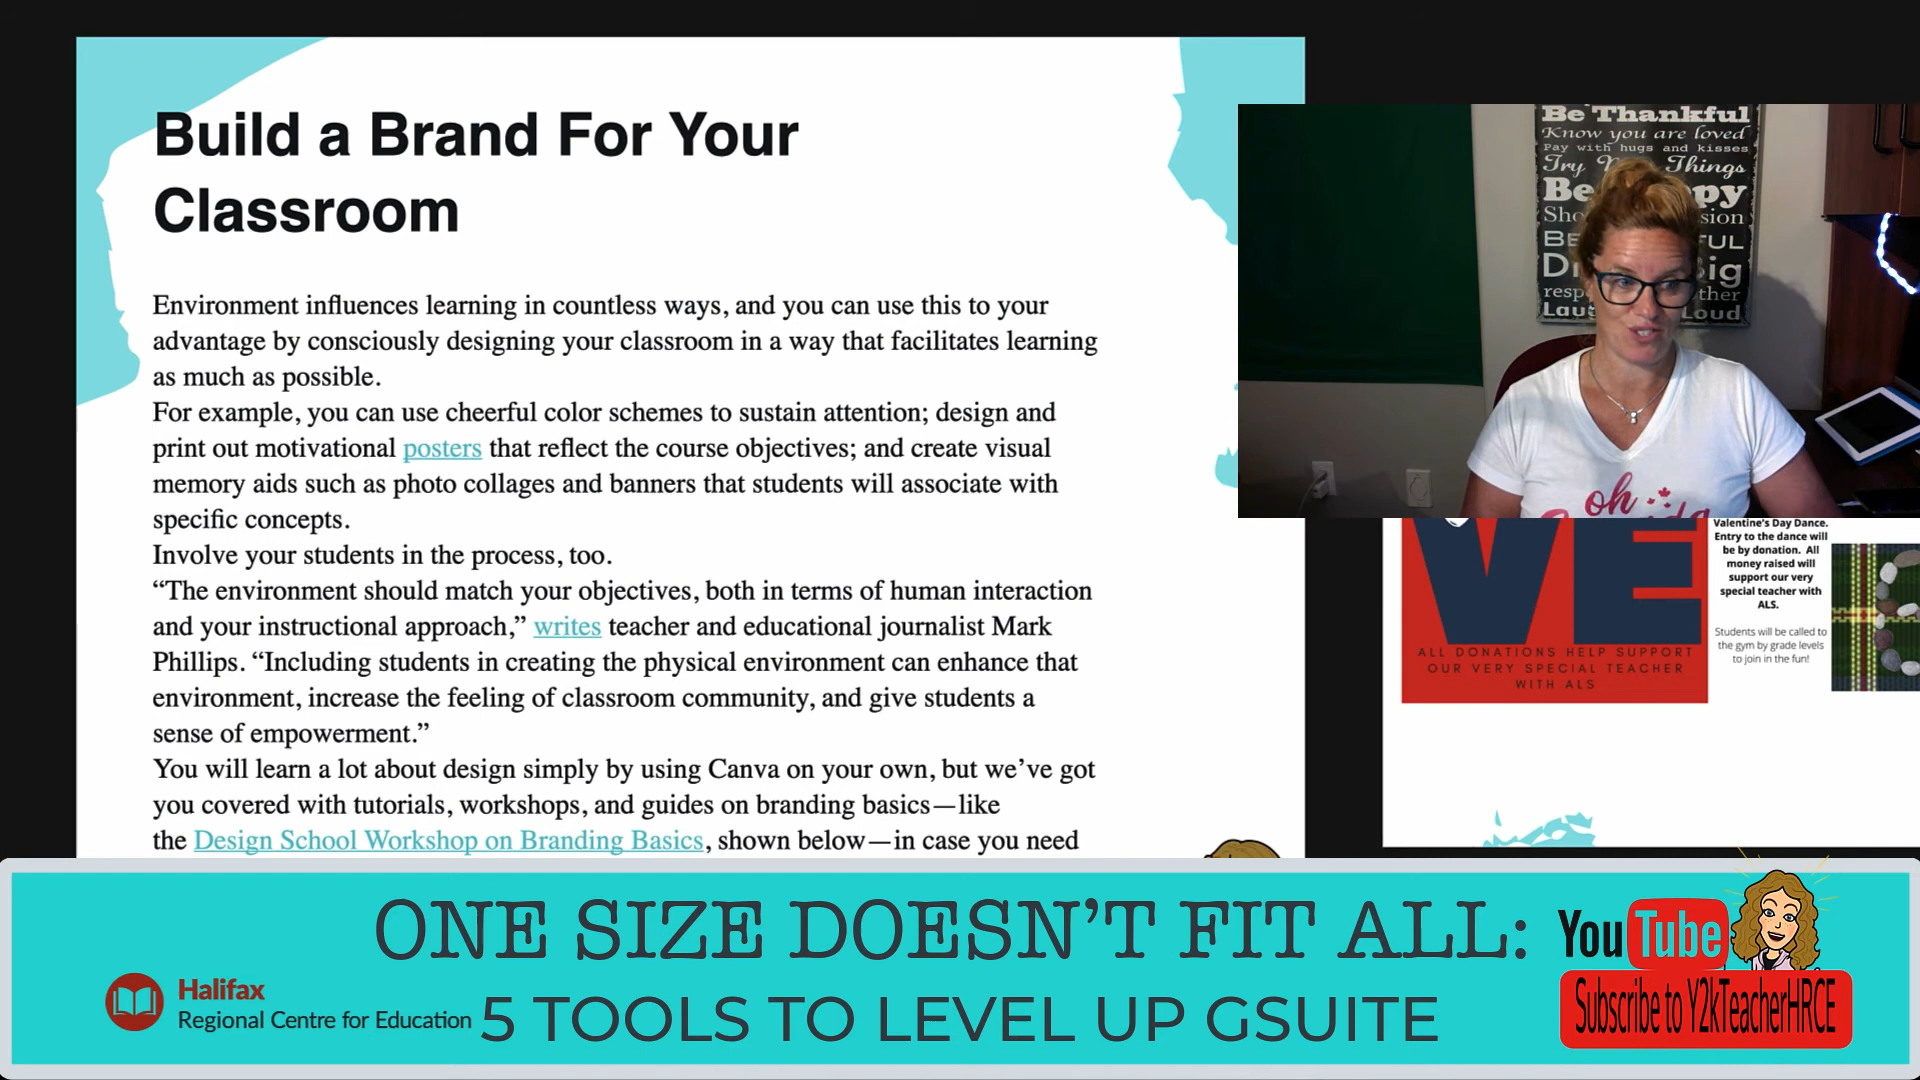 Build a Brand For Your
Classroom
Environment influences learning in countless ways, and you can use this to your
advantage by consciously designing your classroom in a way that facilitates learning
as much as possible.
For example, you can use cheerful color schemes to sustain attention; design and
print out motivational posters that reflect the course objectives; and create visual
memory aids such as photo collages and banners that students will associate with
specific concepts.
Involve your students in the process, too.
“The environment should match your objectives, both in terms of human interaction
and your instructional approach,” writes teacher and educational journalist Mark
Phillips. “Including students in creating the physical environment can enhance that
environment, increase the feeling of classroom community, and give students a
sense of empowerment.”
You will learn a lot about design simply by using Canva on your own, but we’ve got
you covered with tutorials, workshops, and guides on branding basics—like
the Design School Workshop on Branding Basics, shown below—in case you need
Be Thankful
Know you are loved
Pay with hugs and kisses
Try Things
Be
BE
Big
Loud
oh
VE
ALL DONATIONS HELP SUPPORT
OUR VERY SPECIAL TEACHER
WITH ALS
Valentine's Day Dance.
Entry to the dance will
be by donation. All
money raised will
support our very
special teacher with
ALS.
Students will be called to
the gym by grade levels
to join in the fun!
ONE SIZE DOESN’T FIT ALL:
5 TOOLS TO LEVEL UP GSUITE
Halifax
Regional Centre for Education
YouTube
Subscribe to Y2kTeacherHRCE